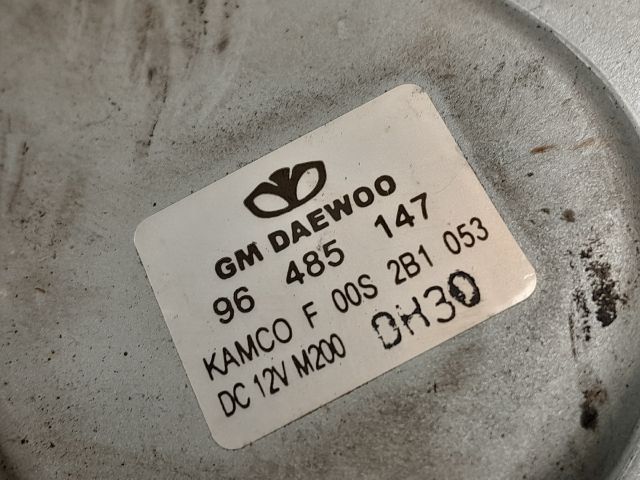 GM DAEWOO
96 485 147
KAMCO F 00S 2B1 053
DC 12V M200 DH30